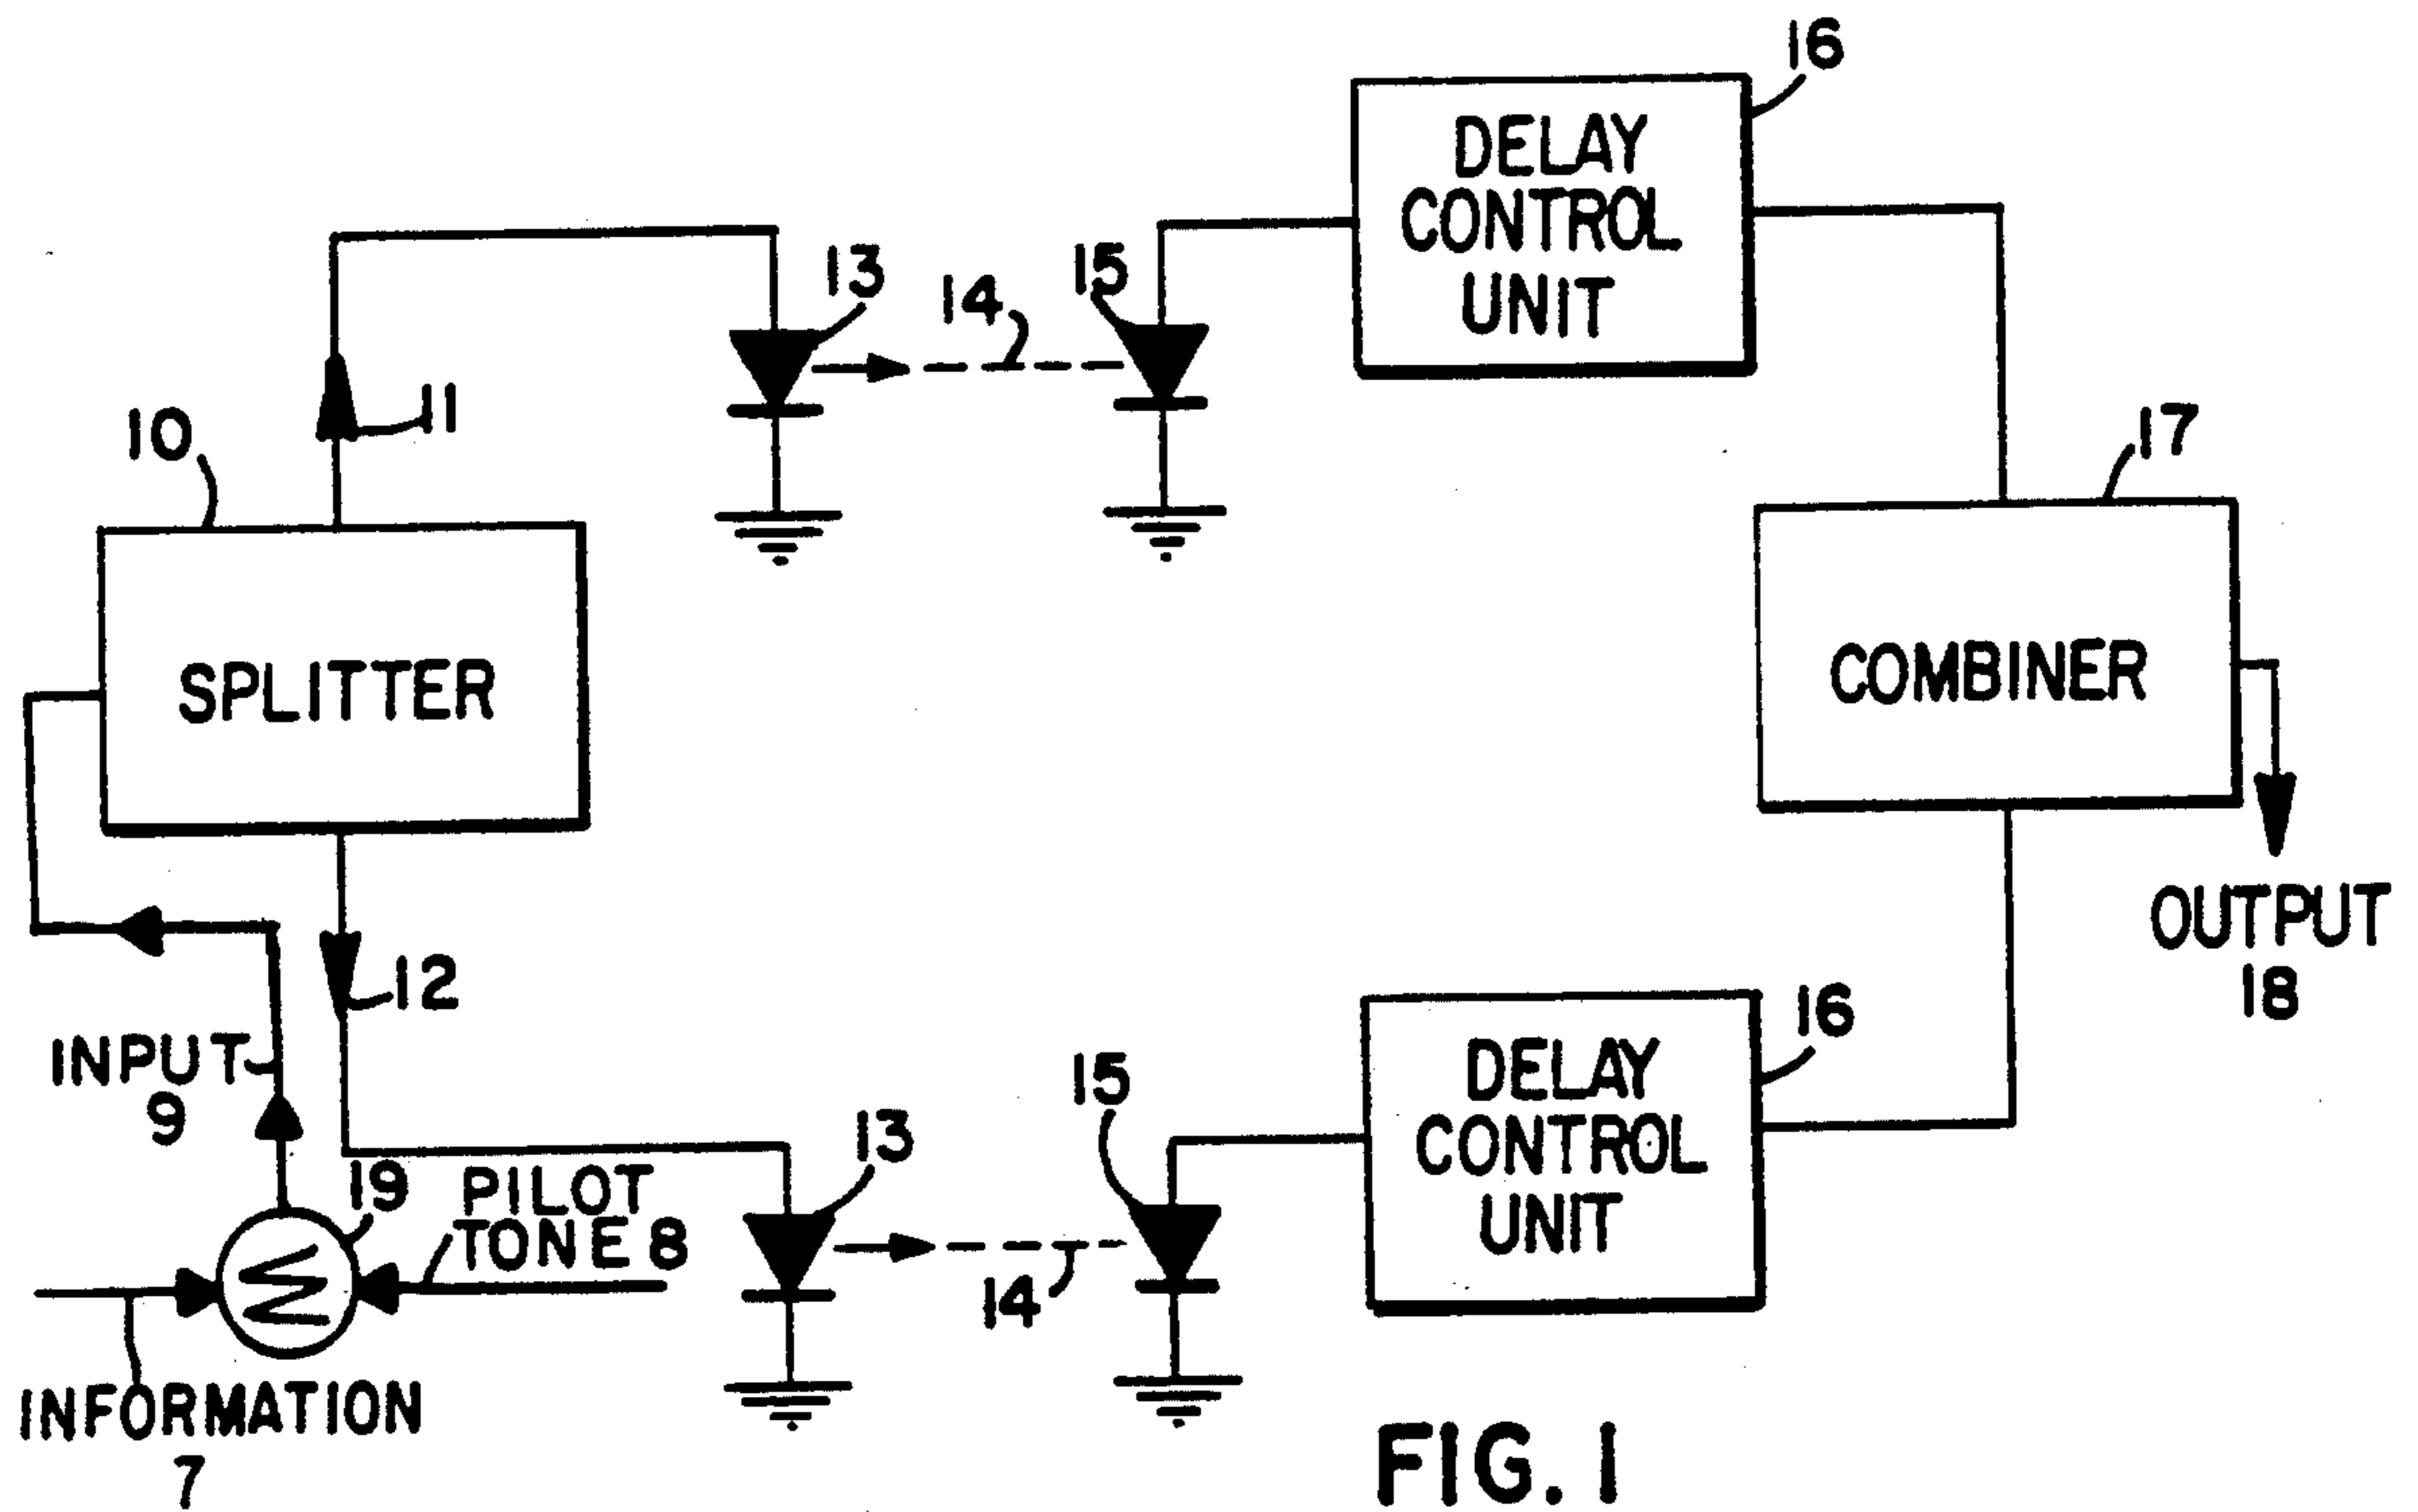 16
DELAY
CONTROL
UNIT
13
14
15
11
10
17
SPLITTER
COMBINER
OUTPUT
18
12
INPUT
9
16
DELAY
CONTROL
UNIT
15
13
19
PILOT
TONE 8
14
Σ
INFORMATION
7
FIG. 1